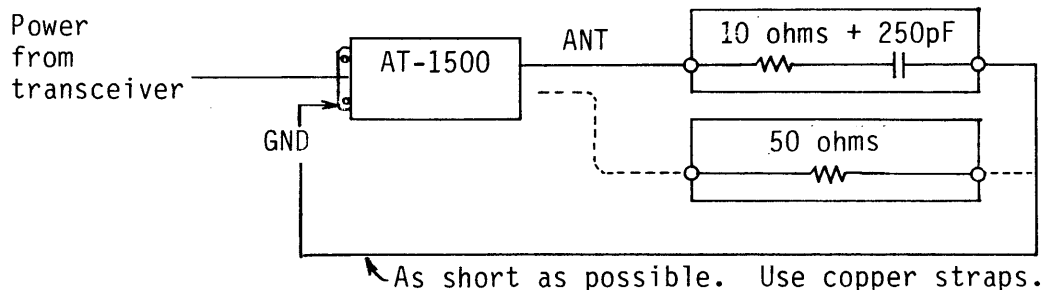 Power
from
transceiver
AT-1500
ANT
10 ohms + 250pF
GND
50 ohms
As short as possible. Use copper straps.